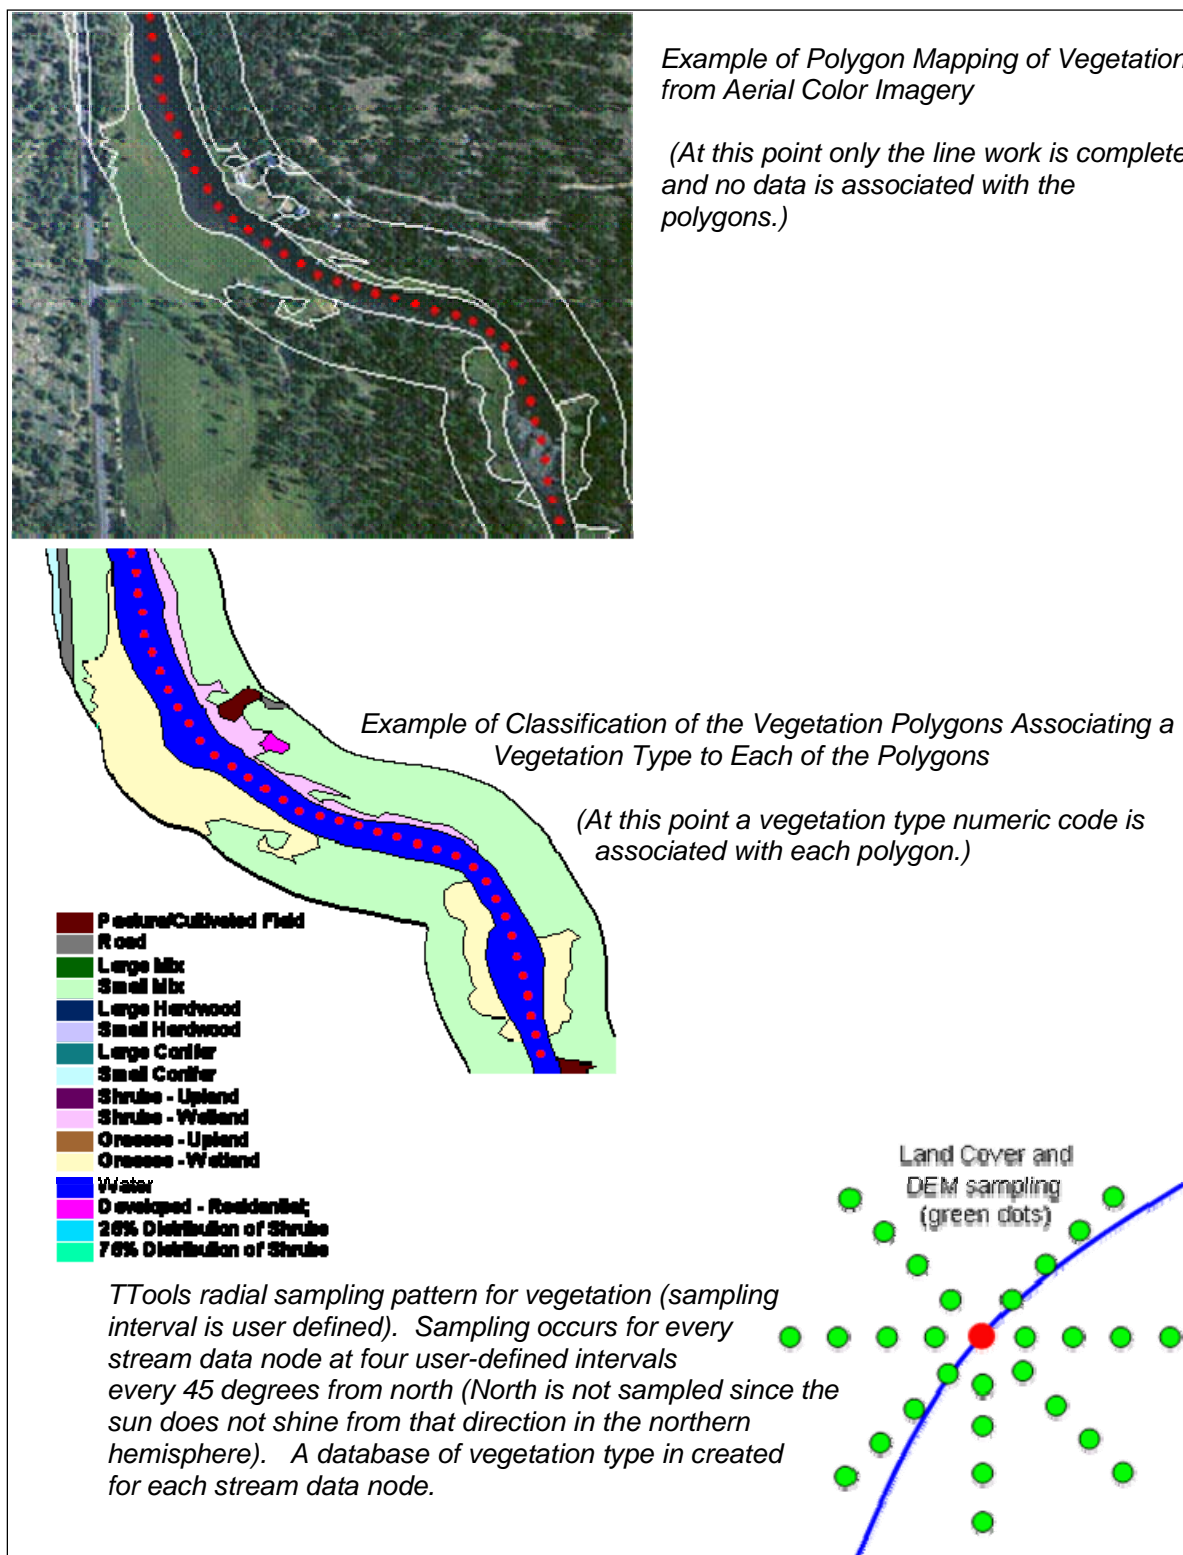 Example of Polygon Mapping of Vegetation
from Aerial Color Imagery
(At this point only the line work is complete
and no data is associated with the
polygons.)
Example of Classification of the Vegetation Polygons Associating a
Vegetation Type to Each of the Polygons
(At this point a vegetation type numeric code is
associated with each polygon.)
Pasture/Cultivated Field
Road
Large Mix
Small Mix
Large Hardwood
Small Hardwood
Large Conifer
Small Conifer
Shrubs - Upland
Shrubs - Wetland
Grasses - Upland
Grasses - Wetland
Water
Developed - Residential;
25% Distribution of Shrubs
75% Distribution of Shrubs
Land Cover and
DEM sampling
(green dots)
TTools radial sampling pattern for vegetation (sampling
interval is user defined). Sampling occurs for every
stream data node at four user-defined intervals
every 45 degrees from north (North is not sampled since the
sun does not shine from that direction in the northern
hemisphere). A database of vegetation type in created
for each stream data node.